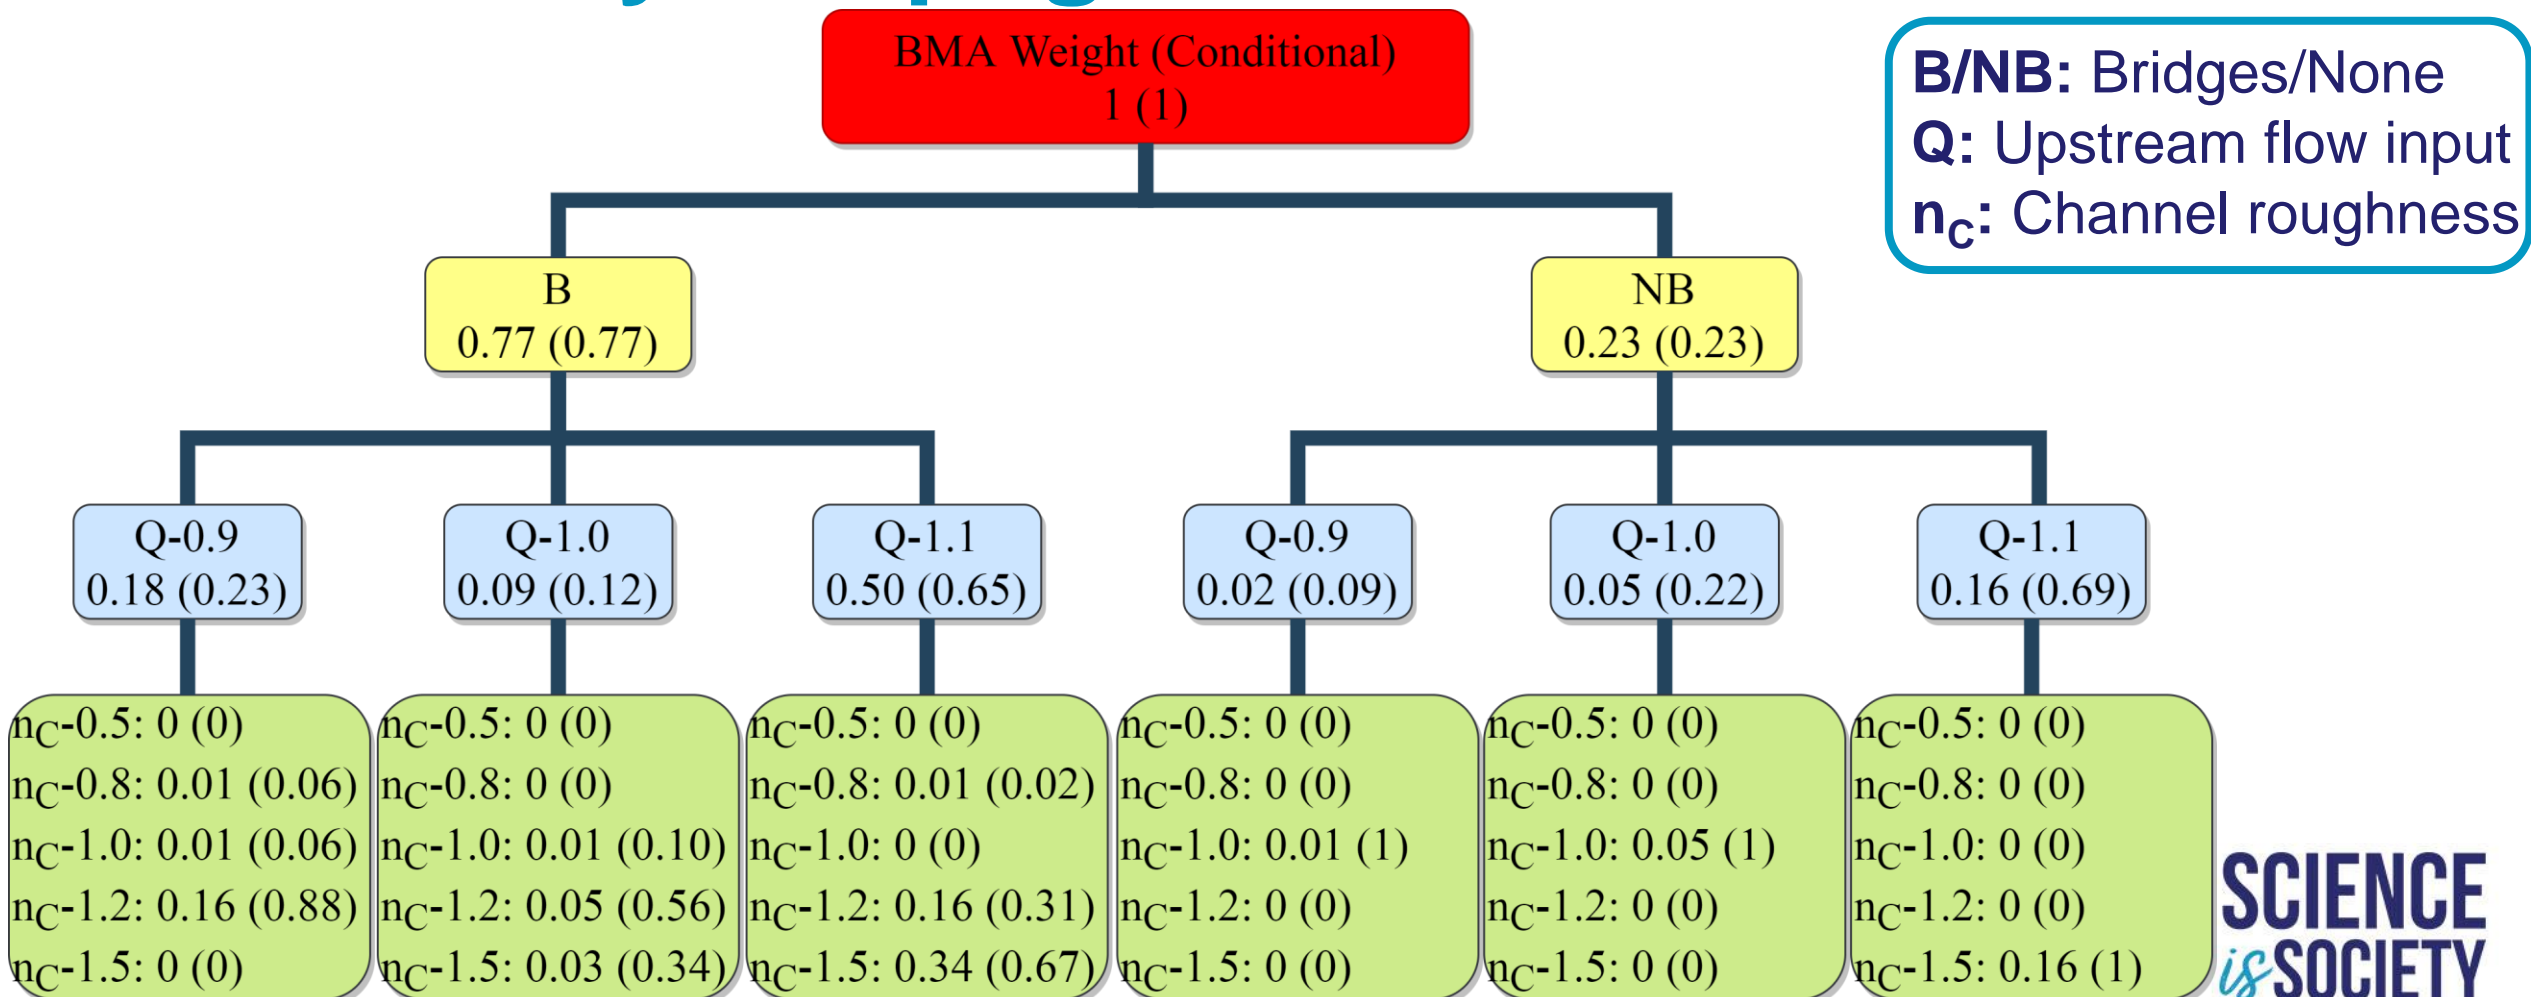 BMA Weight (Conditional)
1 (1)
B/NB: Bridges/None
Q: Upstream flow input
nC: Channel roughness
B
0.77 (0.77)
NB
0.23 (0.23)
Q-0.9
0.18 (0.23)
Q-1.0
0.09 (0.12)
Q-1.1
0.50 (0.65)
Q-0.9
0.02 (0.09)
Q-1.0
0.05 (0.22)
Q-1.1
0.16 (0.69)
nC-0.5: 0 (0)
nC-0.8: 0.01 (0.06)
nC-1.0: 0.01 (0.06)
nC-1.2: 0.16 (0.88)
nC-1.5: 0 (0)
nC-0.5: 0 (0)
nC-0.8: 0 (0)
nC-1.0: 0.01 (0.10)
nC-1.2: 0.05 (0.56)
nC-1.5: 0.03 (0.34)
nC-0.5: 0 (0)
nC-0.8: 0.01 (0.02)
nC-1.0: 0 (0)
nC-1.2: 0.16 (0.31)
nC-1.5: 0.34 (0.67)
nC-0.5: 0 (0)
nC-0.8: 0 (0)
nC-1.0: 0.01 (1)
nC-1.2: 0 (0)
nC-1.5: 0 (0)
nC-0.5: 0 (0)
nC-0.8: 0 (0)
nC-1.0: 0.05 (1)
nC-1.2: 0 (0)
nC-1.5: 0 (0)
nC-0.5: 0 (0)
nC-0.8: 0 (0)
nC-1.0: 0 (0)
nC-1.2: 0 (0)
nC-1.5: 0.16 (1)
SCIENCE
is SOCIETY